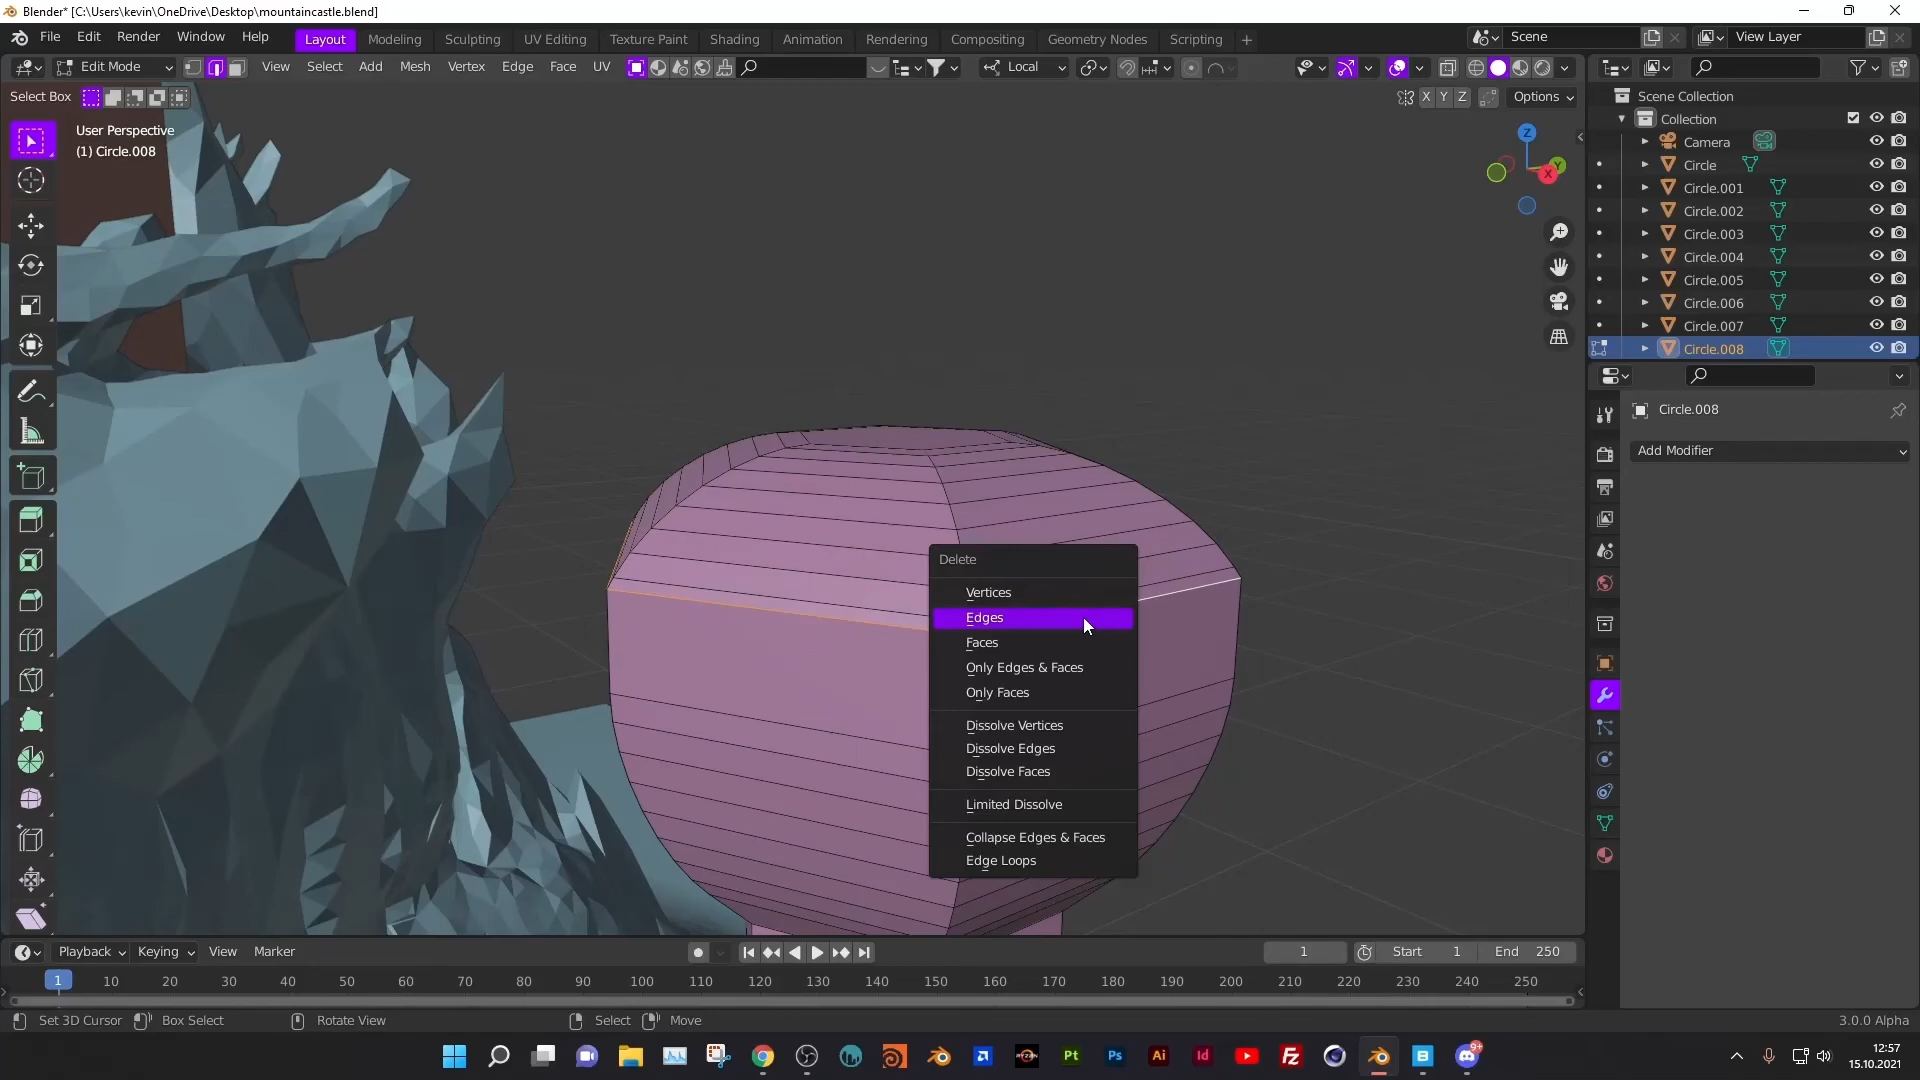 Blender* [C:\Users\kevin\OneDrive\Desktop\mountaincastle.blend]
File Edit Render Window Help Layout Modeling Sculpting UV Editing Texture Paint Shading Animation Rendering Compositing Geometry Nodes Scripting + Scene View Layer
Edit Mode View Select Add Mesh Vertex Edge Face UV Local
Select Box X Y Z Options
User Perspective
(1) Circle.008
Z
Y
X
Scene Collection
Collection
Camera
Circle
Circle.001
Circle.002
Circle.003
Circle.004
Circle.005
Circle.006
Circle.007
Circle.008
Circle.008
Add Modifier
Delete
Vertices
Edges
Faces
Only Edges & Faces
Only Faces
Dissolve Vertices
Dissolve Edges
Dissolve Faces
Limited Dissolve
Collapse Edges & Faces
Edge Loops
Playback Keying View Marker 1 Start 1 End 250
1 10 20 30 40 50 60 70 80 90 100 110 120 130 140 150 160 170 180 190 200 210 220 230 240 250
Set 3D Cursor Box Select Rotate View Select Move 3.0.0 Alpha
RYZEN Pt Ps Ai Id Fz B 9+
12:57
15.10.2021